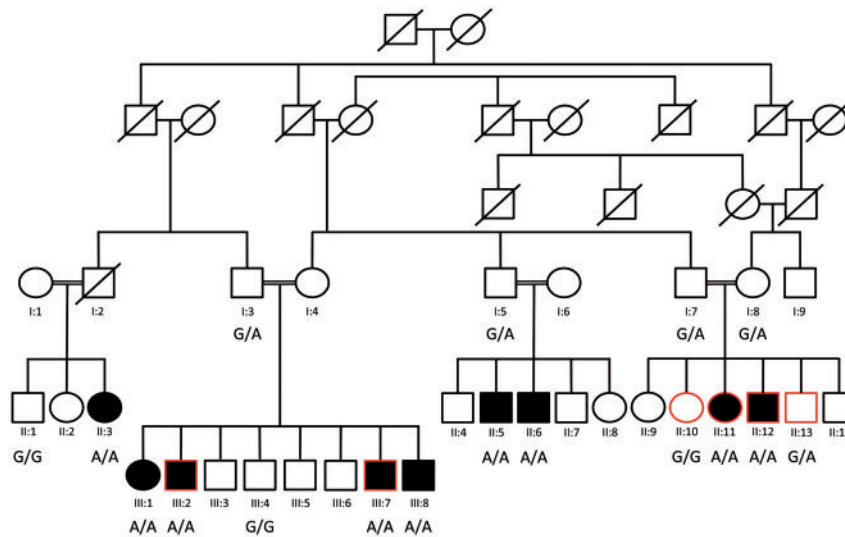 I:1 I:2 I:3 I:4 I:5 I:6 I:7 I:8 I:9
G/A G/A G/A G/A
II:1 II:2 II:3 II:4 II:5 II:6 II:7 II:8 II:9 II:10 II:11 II:12 II:13 II:1
G/G A/A A/A A/A G/G A/A A/A G/A
III:1 III:2 III:3 III:4 III:5 III:6 III:7 III:8
A/A A/A G/G A/A A/A